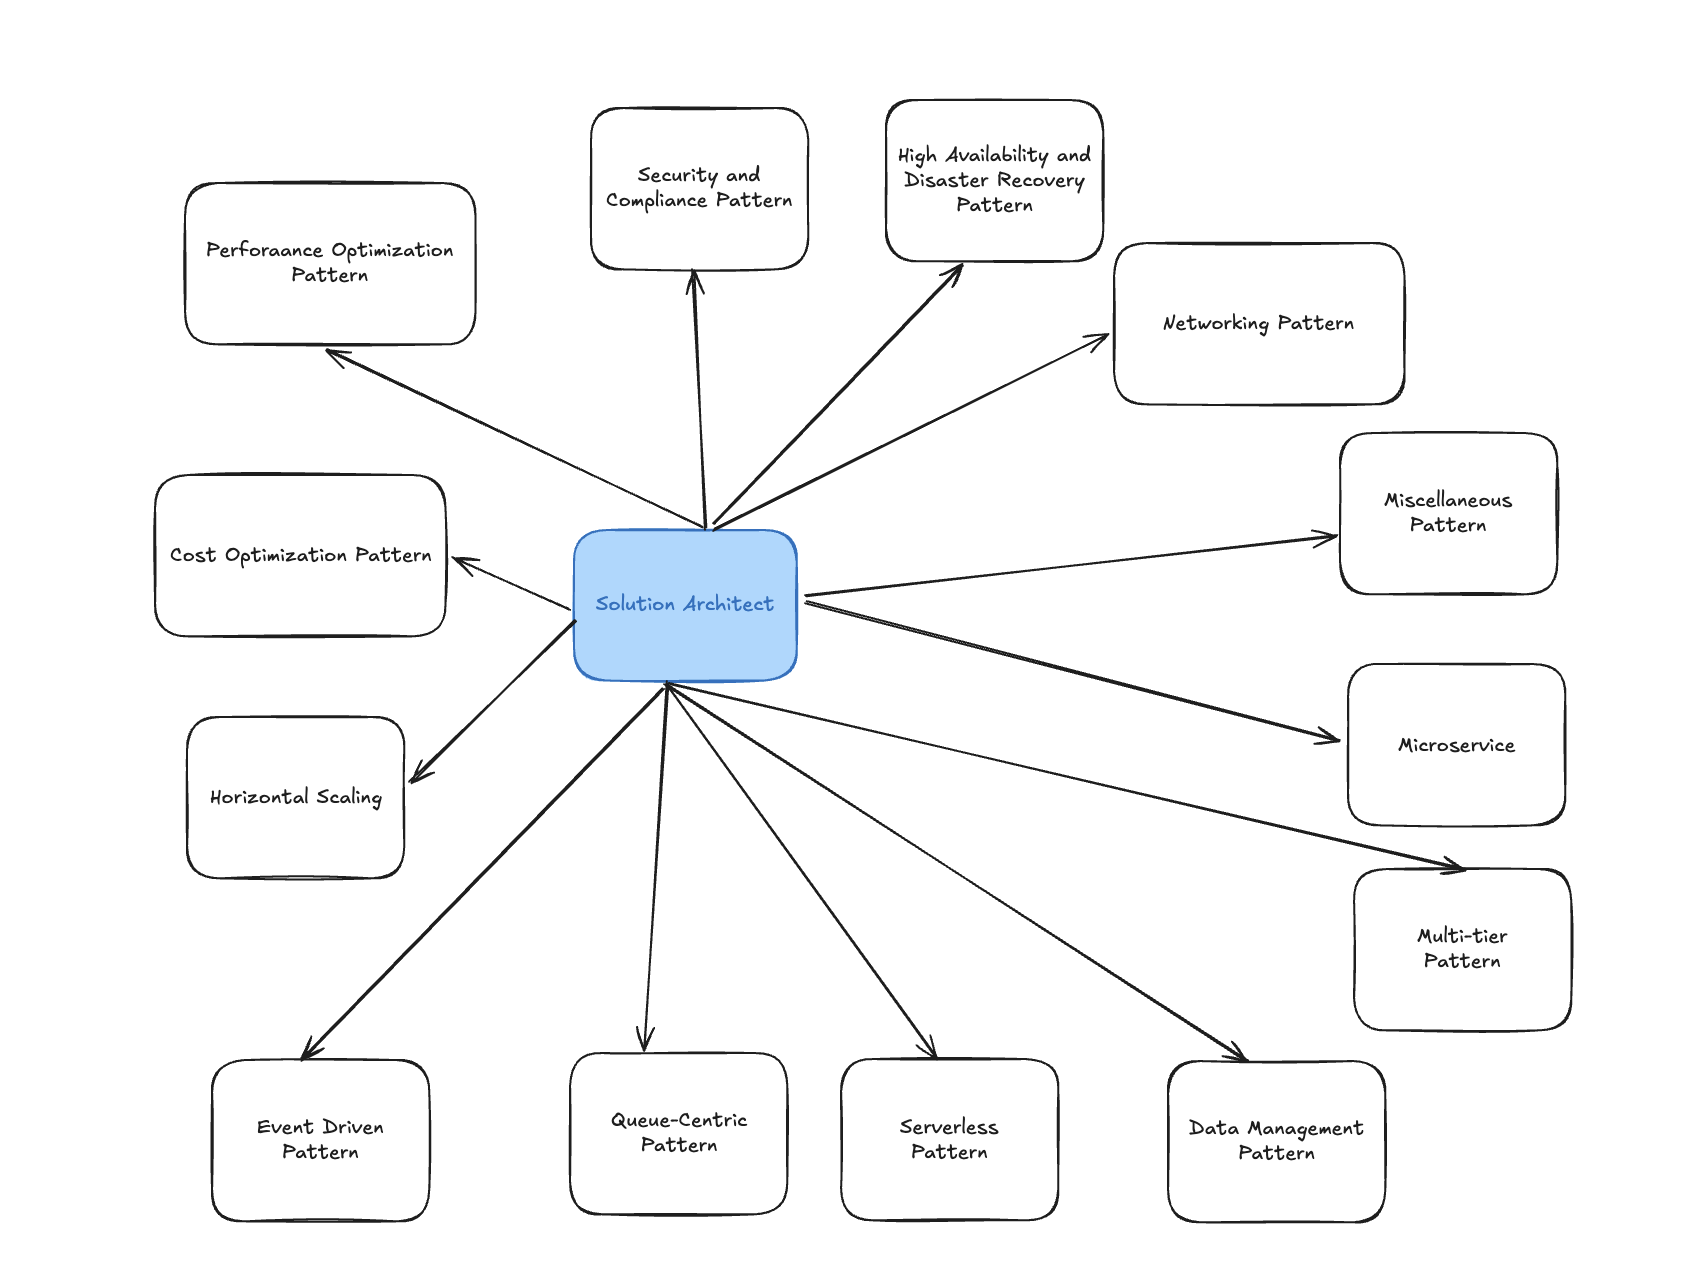 High Availability and
Disaster Recovery
Pattern
Security and
Compliance Pattern
Perforaance Optimization
Pattern
Networking Pattern
Miscellaneous
Pattern
Cost Optimization Pattern
Solution Architect
Microservice
Horizontal Scaling
Multi-tier
Pattern
Event Driven
Pattern
Queue-Centric
Pattern
Serverless
Pattern
Data Management
Pattern